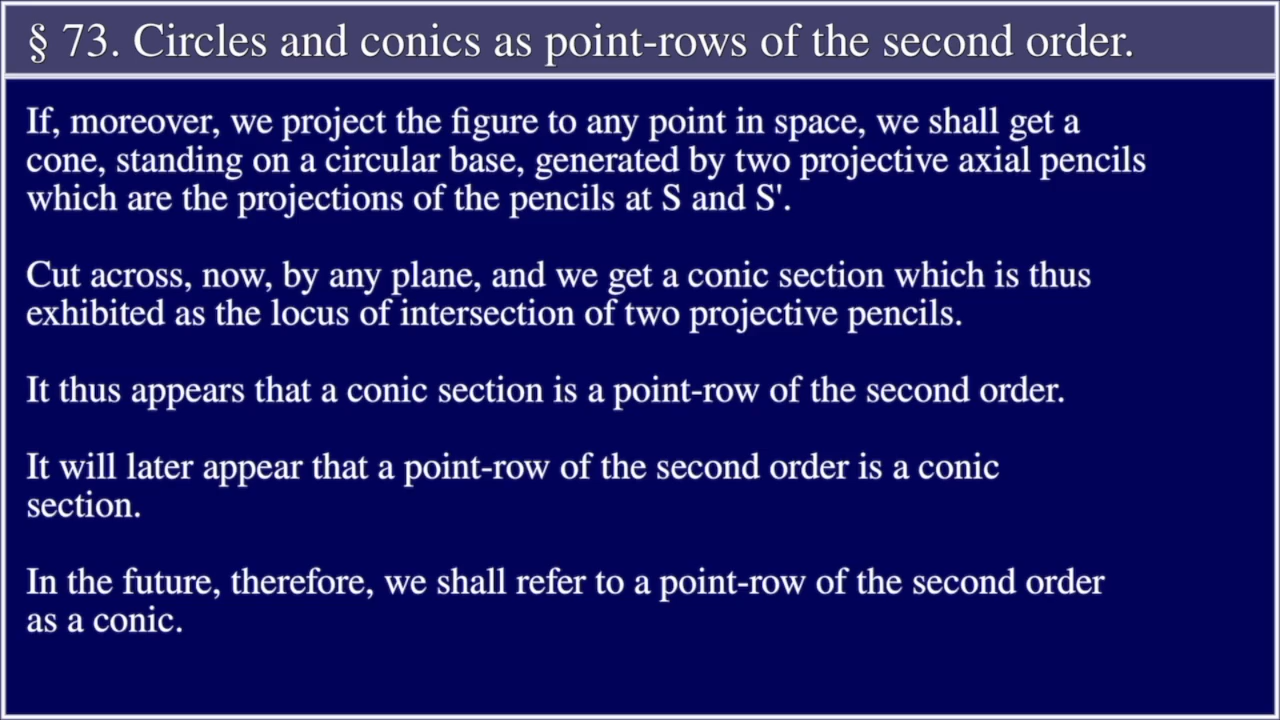 § 73. Circles and conics as point-rows of the second order.
If, moreover, we project the figure to any point in space, we shall get a
cone, standing on a circular base, generated by two projective axial pencils
which are the projections of the pencils at S and S'.
Cut across, now, by any plane, and we get a conic section which is thus
exhibited as the locus of intersection of two projective pencils.
It thus appears that a conic section is a point-row of the second order.
It will later appear that a point-row of the second order is a conic
section.
In the future, therefore, we shall refer to a point-row of the second order
as a conic.